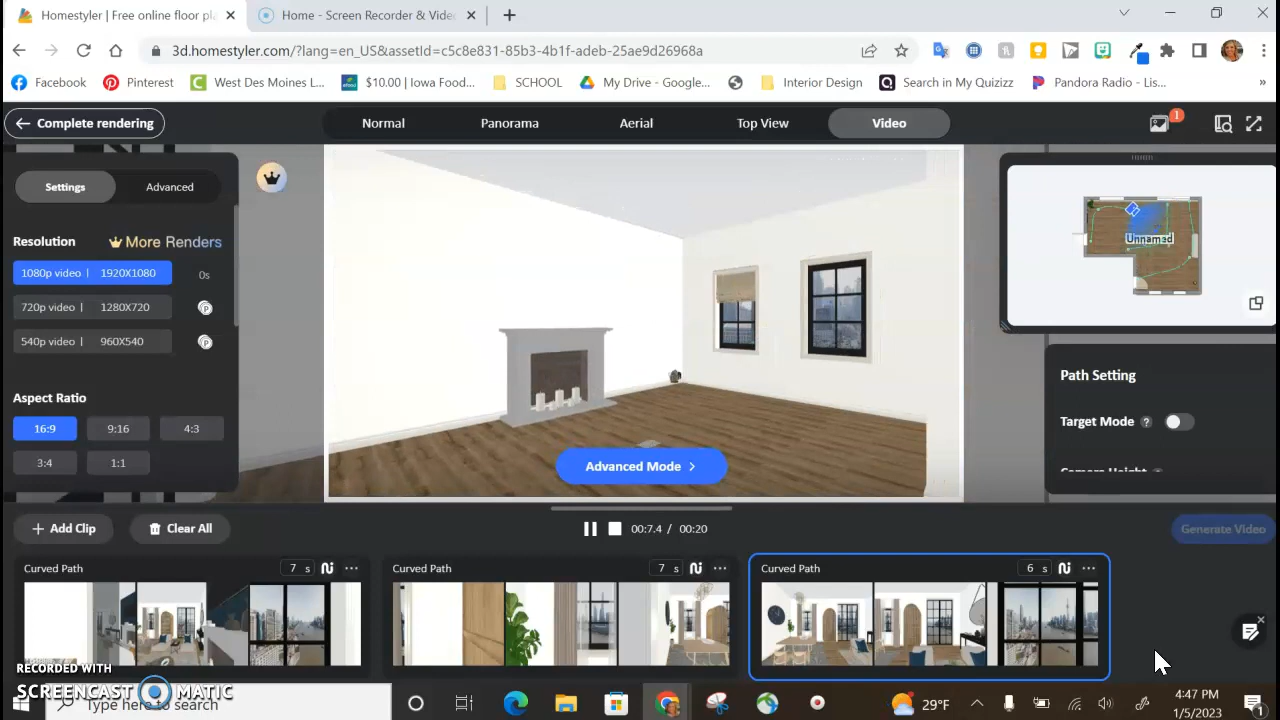 Homestyler | Free online floor pla
Home - Screen Recorder & Vide
3d.homestyler.com/?lang=en_US&assetId=c5c8e831-85b3-4b1f-adeb-25ae9d26968a
Facebook
Pinterest
West Des Moines L...
$10.00 | Iowa Food...
SCHOOL
My Drive - Google...
Interior Design
Search in My Quizizz
Pandora Radio - Lis...
»
Complete rendering
Normal
Panorama
Aerial
Top View
Video
1
Settings
Advanced
Resolution
More Renders
1080p video | 1920X1080
0s
720p video | 1280X720
540p video | 960X540
Aspect Ratio
16:9
9:16
4:3
3:4
1:1
Unnamed
Path Setting
Target Mode ?
Camera Height
Advanced Mode >
+ Add Clip
Clear All
00:7.4 / 00:20
Generate Video
Curved Path
7 s
Curved Path
7 s
Curved Path
6 s
RECORDED WITH
SCREENCAST MATIC
Type here to search
29°F
4:47 PM
1/5/2023
1